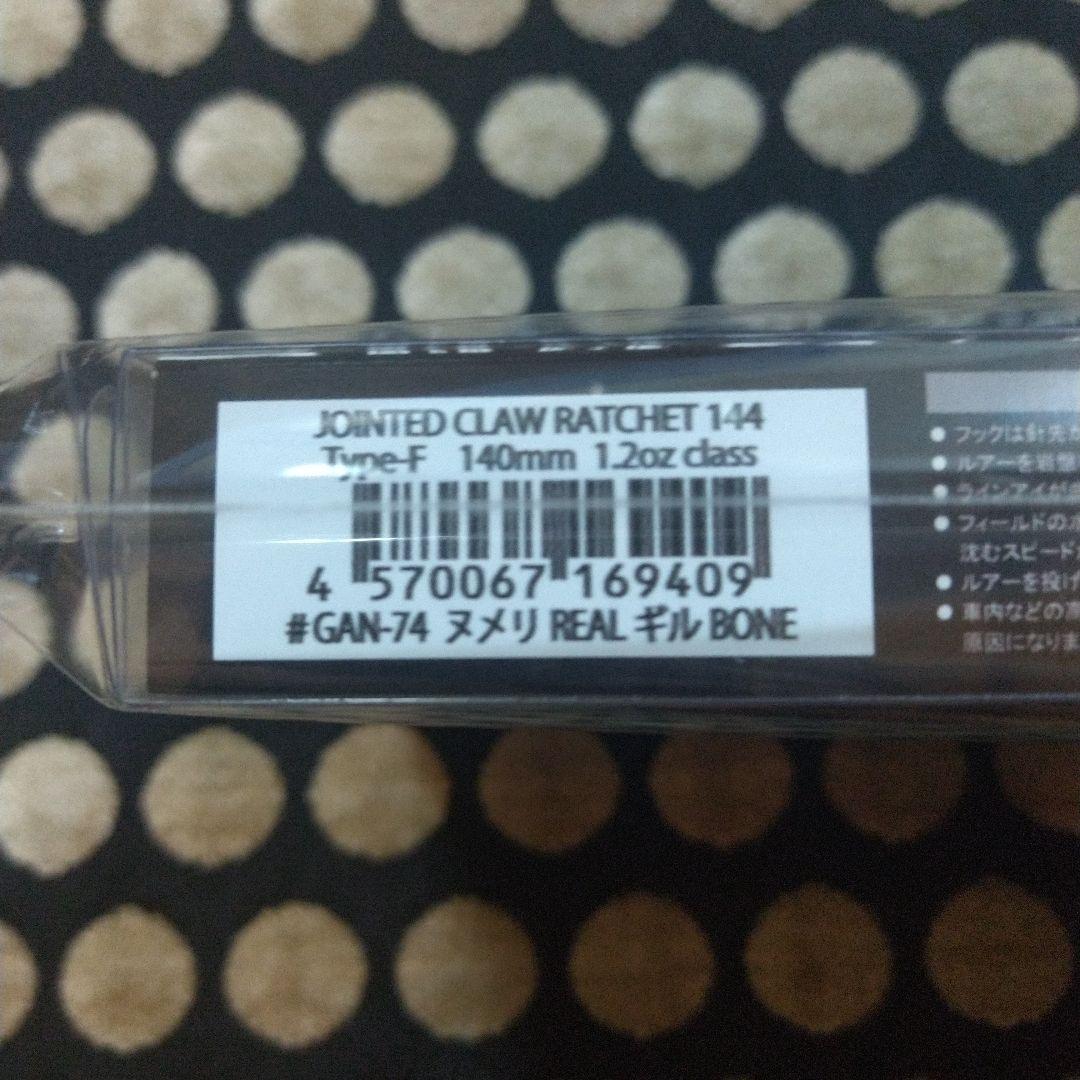 JOINTED CLAW RATCHET 144
Type-F 140mm 1.2oz class
4 570067 169409
#GAN-74 ヌメリ REAL ギル BONE
● フックは針先が
● ルアーを岩盤
● ラインアイが
● フィールドの
沈むスピード
● ルアーを投げ
● 車内などの高
原因になりま